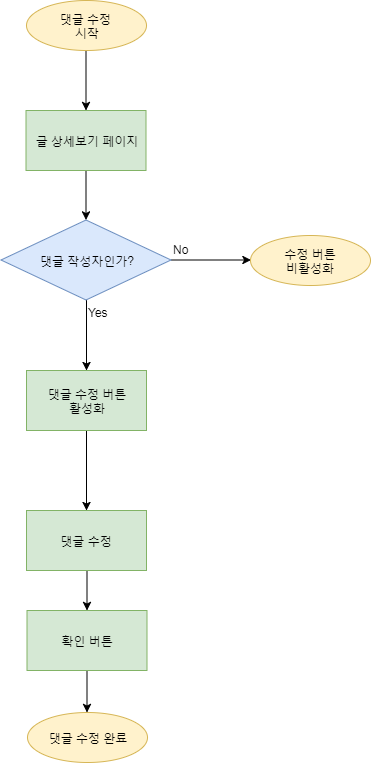 댓글 수정
시작
글 상세보기 페이지
댓글 작성자인가?
No
수정 버튼
비활성화
Yes
댓글 수정 버튼
활성화
댓글 수정
확인 버튼
댓글 수정 완료